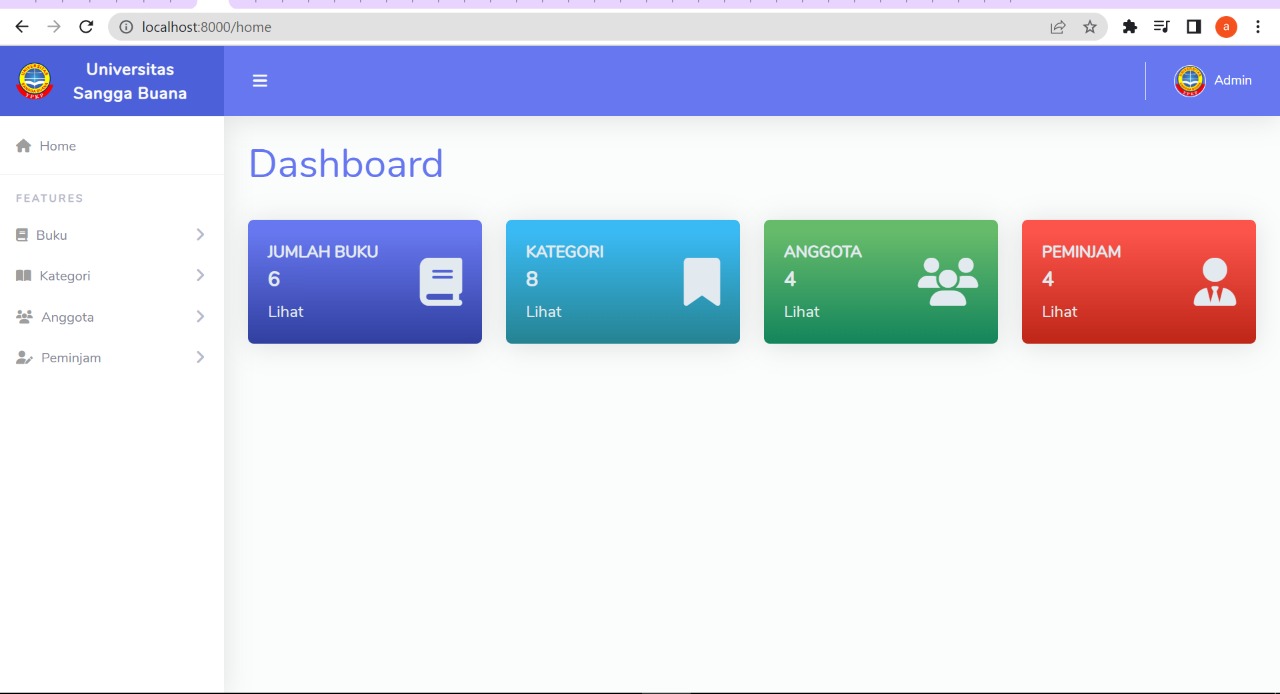 localhost:8000/home
a
Universitas
Sangga Buana
Admin
Home
FEATURES
Buku
Kategori
Anggota
Peminjam
Dashboard
JUMLAH BUKU
6
Lihat
KATEGORI
8
Lihat
ANGGOTA
4
Lihat
PEMINJAM
4
Lihat